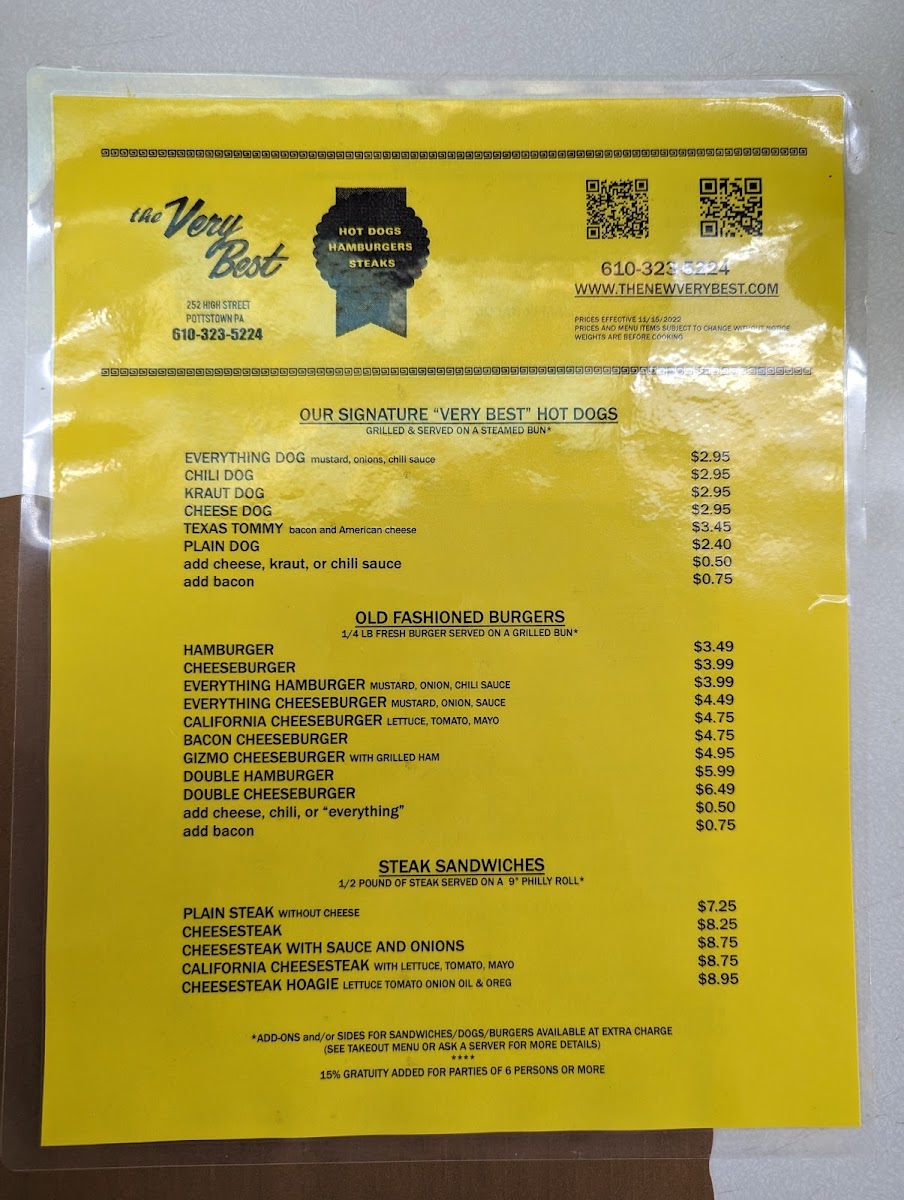 the Very
Best
252 HIGH STREET
POTTSTOWN PA
610-323-5224
HOT DOGS
HAMBURGERS
STEAKS
610-323-5224
WWW.THENEWVERYBEST.COM
PRICES EFFECTIVE 11/15/2022
PRICES AND MENU ITEMS SUBJECT TO CHANGE WITHOUT NOTICE
WEIGHTS ARE BEFORE COOKING
OUR SIGNATURE “VERY BEST” HOT DOGS
GRILLED & SERVED ON A STEAMED BUN*
EVERYTHING DOG mustard, onions, chili sauce $2.95
CHILI DOG $2.95
KRAUT DOG $2.95
CHEESE DOG $2.95
TEXAS TOMMY bacon and American cheese $3.45
PLAIN DOG $2.40
add cheese, kraut, or chili sauce $0.50
add bacon $0.75
OLD FASHIONED BURGERS
1/4 LB FRESH BURGER SERVED ON A GRILLED BUN*
HAMBURGER $3.49
CHEESEBURGER $3.99
EVERYTHING HAMBURGER MUSTARD, ONION, CHILI SAUCE $3.99
EVERYTHING CHEESEBURGER MUSTARD, ONION, SAUCE $4.49
CALIFORNIA CHEESEBURGER LETTUCE, TOMATO, MAYO $4.75
BACON CHEESEBURGER $4.75
GIZMO CHEESEBURGER WITH GRILLED HAM $4.95
DOUBLE HAMBURGER $5.99
DOUBLE CHEESEBURGER $6.49
add cheese, chili, or “everything” $0.50
add bacon $0.75
STEAK SANDWICHES
1/2 POUND OF STEAK SERVED ON A 9" PHILLY ROLL*
PLAIN STEAK WITHOUT CHEESE $7.25
CHEESESTEAK $8.25
CHEESESTEAK WITH SAUCE AND ONIONS $8.75
CALIFORNIA CHEESESTEAK WITH LETTUCE, TOMATO, MAYO $8.75
CHEESESTEAK HOAGIE LETTUCE TOMATO ONION OIL & OREG $8.95
*ADD-ONS and/or SIDES FOR SANDWICHES/DOGS/BURGERS AVAILABLE AT EXTRA CHARGE
(SEE TAKEOUT MENU OR ASK A SERVER FOR MORE DETAILS)
****
15% GRATUITY ADDED FOR PARTIES OF 6 PERSONS OR MORE